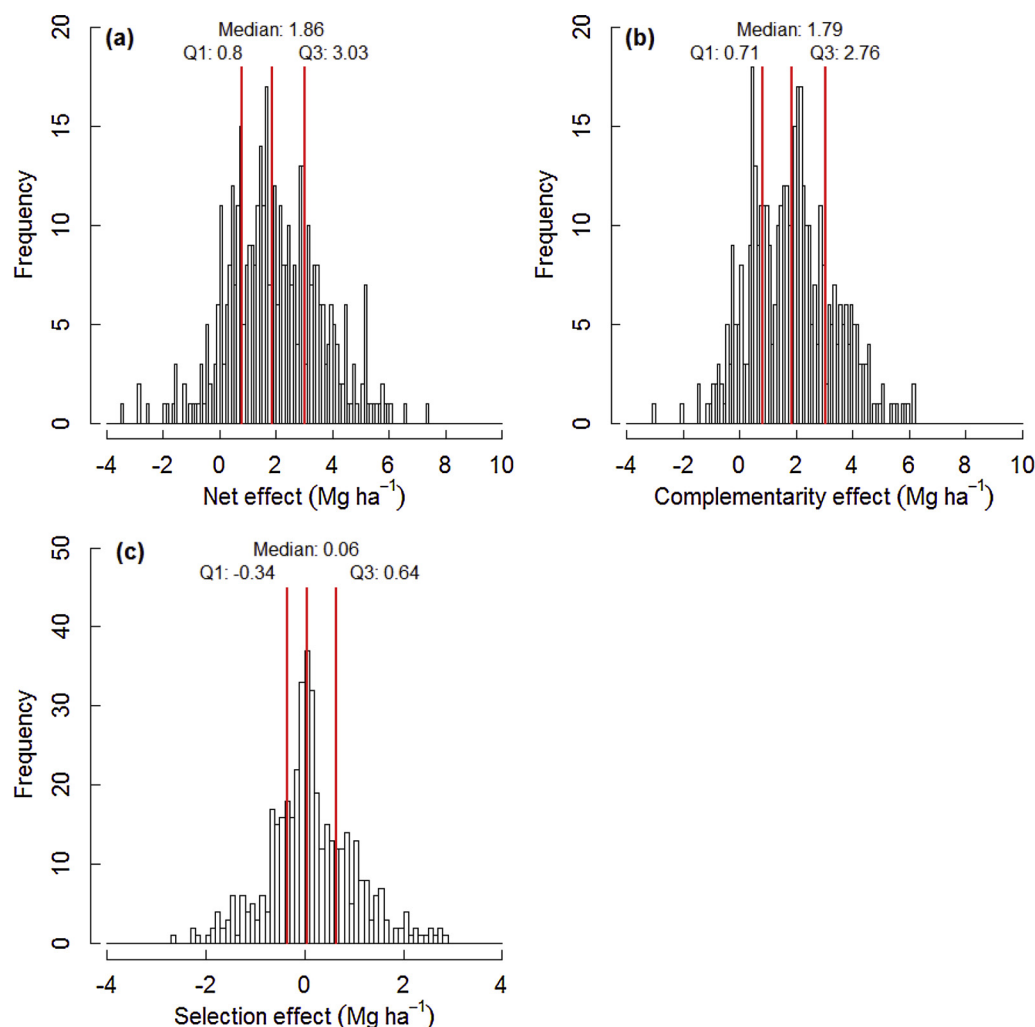 (a)
Median: 1.86
Q1: 0.8 Q3: 3.03
Frequency
20
15
10
5
0
-4 -2 0 2 4 6 8 10
Net effect (Mg ha⁻¹)
(b)
Median: 1.79
Q1: 0.71 Q3: 2.76
Frequency
20
15
10
5
0
-4 -2 0 2 4 6 8 10
Complementarity effect (Mg ha⁻¹)
(c)
Median: 0.06
Q1: -0.34 Q3: 0.64
Frequency
50
40
30
20
10
0
-4 -2 0 2 4
Selection effect (Mg ha⁻¹)